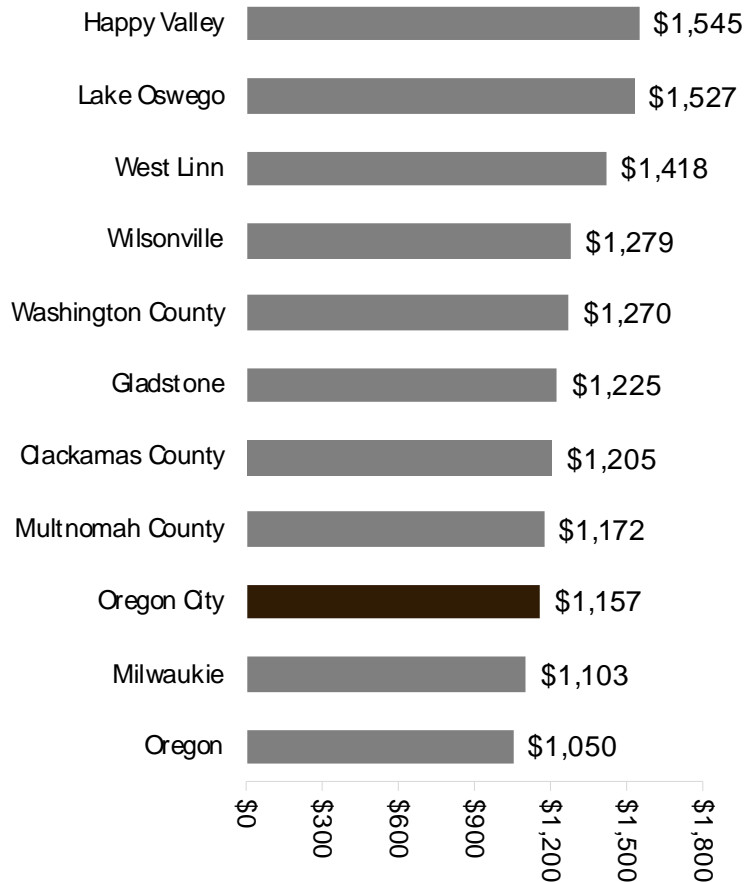 Happy Valley $1,545
Lake Oswego $1,527
West Linn $1,418
Wilsonville $1,279
Washington County $1,270
Gladstone $1,225
Clackamas County $1,205
Multnomah County $1,172
Oregon City $1,157
Milwaukie $1,103
Oregon $1,050
$0
$300
$600
$900
$1,200
$1,500
$1,800